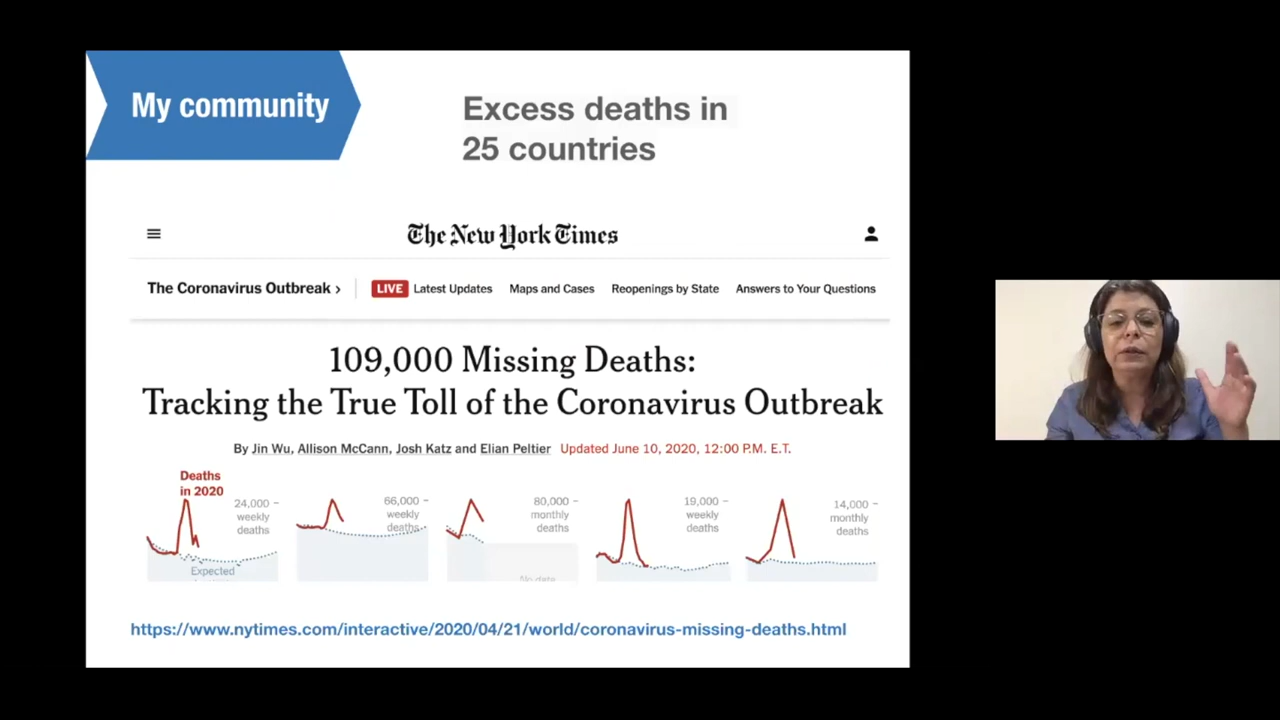 My community
Excess deaths in
25 countries
The New York Times
The Coronavirus Outbreak › LIVE Latest Updates Maps and Cases Reopenings by State Answers to Your Questions
109,000 Missing Deaths:
Tracking the True Toll of the Coronavirus Outbreak
By Jin Wu, Allison McCann, Josh Katz and Elian Peltier Updated June 10, 2020, 12:00 P.M. E.T.
Deaths
in 2020
24,000
weekly
deaths
Expected
66,000
weekly
deaths
80,000
monthly
deaths
No data
19,000
weekly
deaths
14,000
monthly
deaths
https://www.nytimes.com/interactive/2020/04/21/world/coronavirus-missing-deaths.html